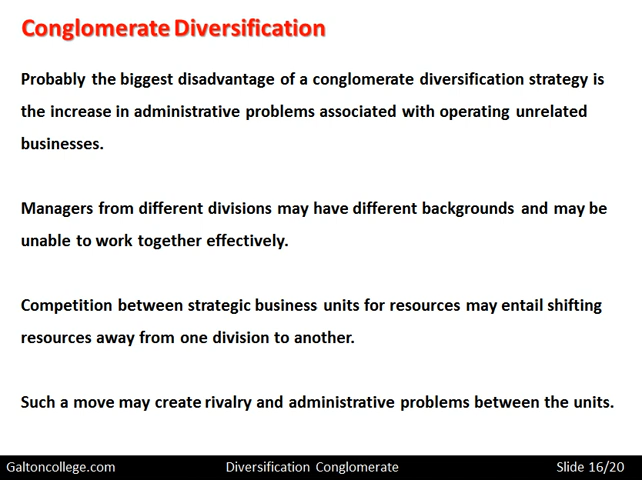 Conglomerate Diversification
Probably the biggest disadvantage of a conglomerate diversification strategy is
the increase in administrative problems associated with operating unrelated
businesses.
Managers from different divisions may have different backgrounds and may be
unable to work together effectively.
Competition between strategic business units for resources may entail shifting
resources away from one division to another.
Such a move may create rivalry and administrative problems between the units.
Galtoncollege.com Diversification Conglomerate Slide 16/20